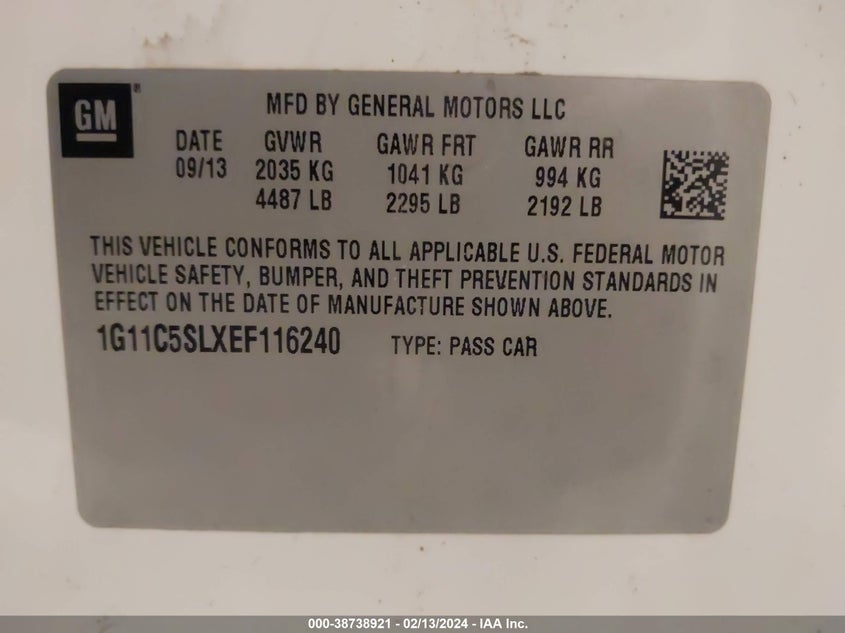 GM ®
MFD BY GENERAL MOTORS LLC
DATE GVWR GAWR FRT GAWR RR
09/13 2035 KG 1041 KG 994 KG
4487 LB 2295 LB 2192 LB
THIS VEHICLE CONFORMS TO ALL APPLICABLE U.S. FEDERAL MOTOR
VEHICLE SAFETY, BUMPER, AND THEFT PREVENTION STANDARDS IN
EFFECT ON THE DATE OF MANUFACTURE SHOWN ABOVE.
1G11C5SLXEF116240 TYPE: PASS CAR
000-38738921 - 02/13/2024 - IAA Inc.